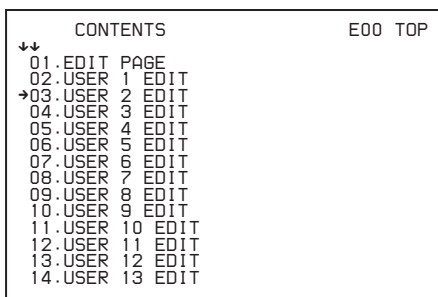 CONTENTS E00 TOP
↓↓
01.EDIT PAGE
02.USER 1 EDIT
→03.USER 2 EDIT
04.USER 3 EDIT
05.USER 4 EDIT
06.USER 5 EDIT
07.USER 6 EDIT
08.USER 7 EDIT
09.USER 8 EDIT
10.USER 9 EDIT
11.USER 10 EDIT
12.USER 11 EDIT
13.USER 12 EDIT
14.USER 13 EDIT